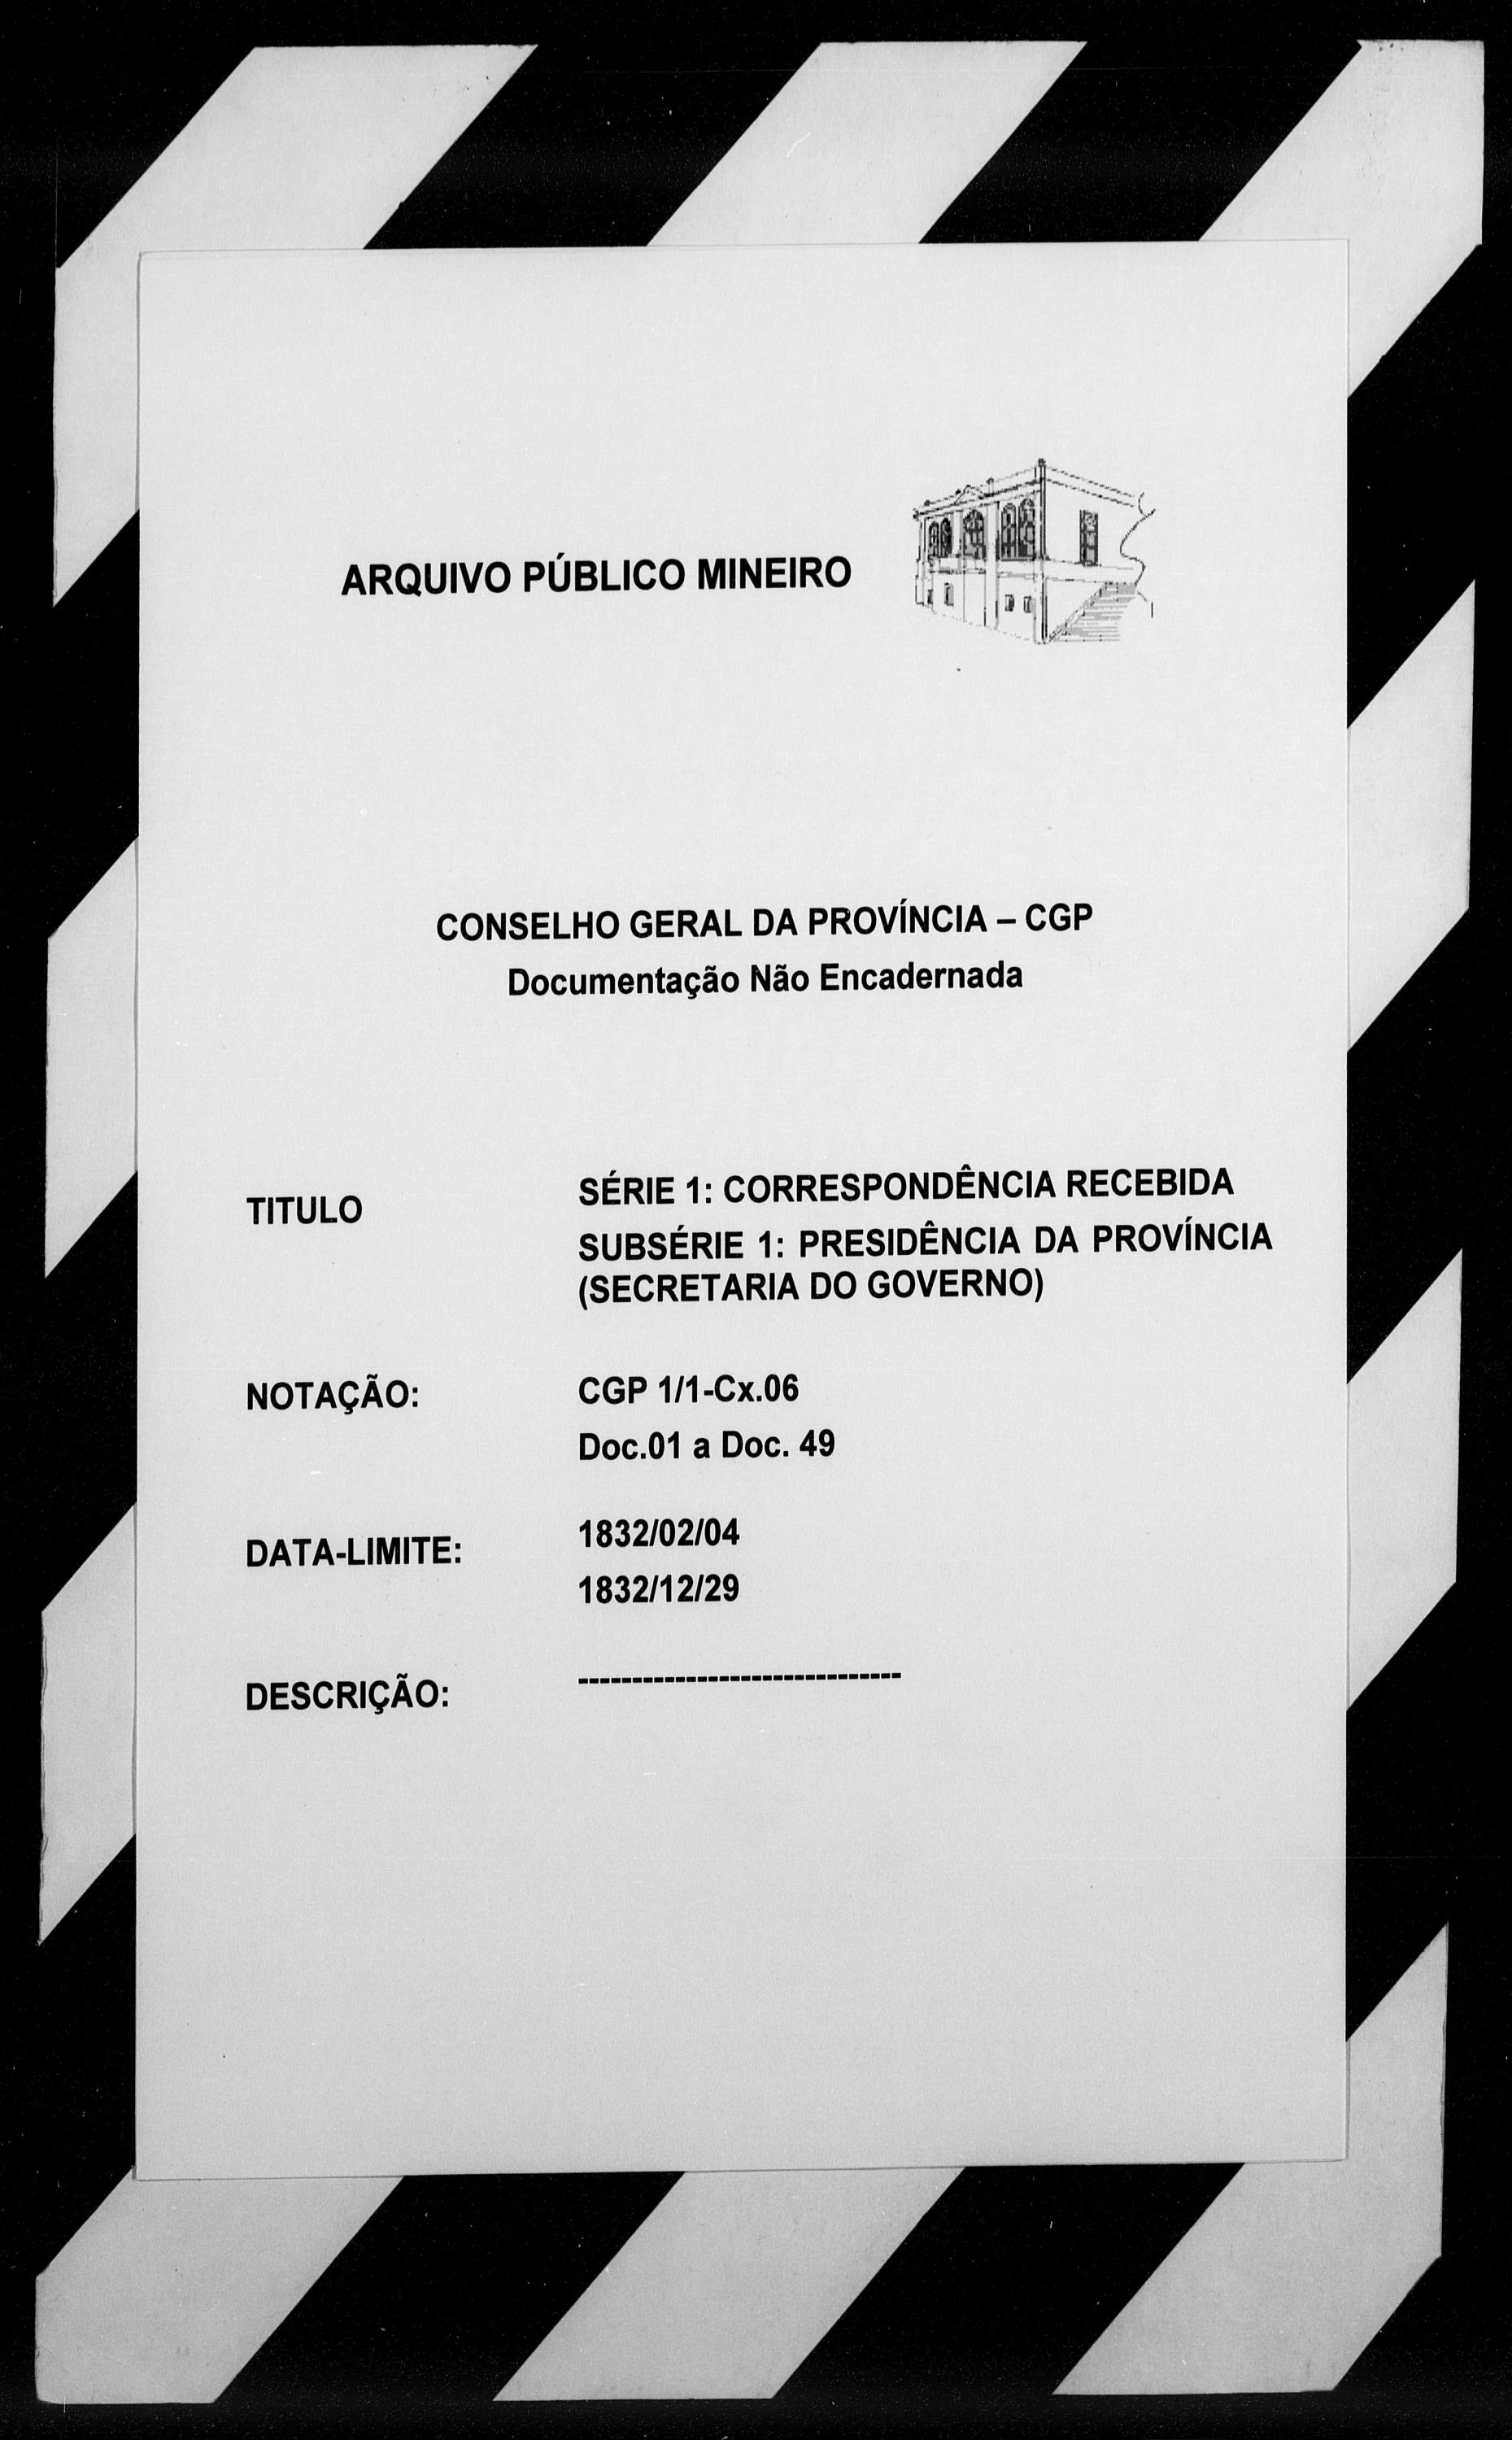 ARQUIVO PÚBLICO MINEIRO
CONSELHO GERAL DA PROVÍNCIA – CGP
Documentação Não Encadernada
TITULO
SÉRIE 1: CORRESPONDÊNCIA RECEBIDA
SUBSÉRIE 1: PRESIDÊNCIA DA PROVÍNCIA
(SECRETARIA DO GOVERNO)
NOTAÇÃO:
CGP 1/1-Cx.06
Doc.01 a Doc. 49
DATA-LIMITE:
1832/02/04
1832/12/29
DESCRIÇÃO:
------------------------------